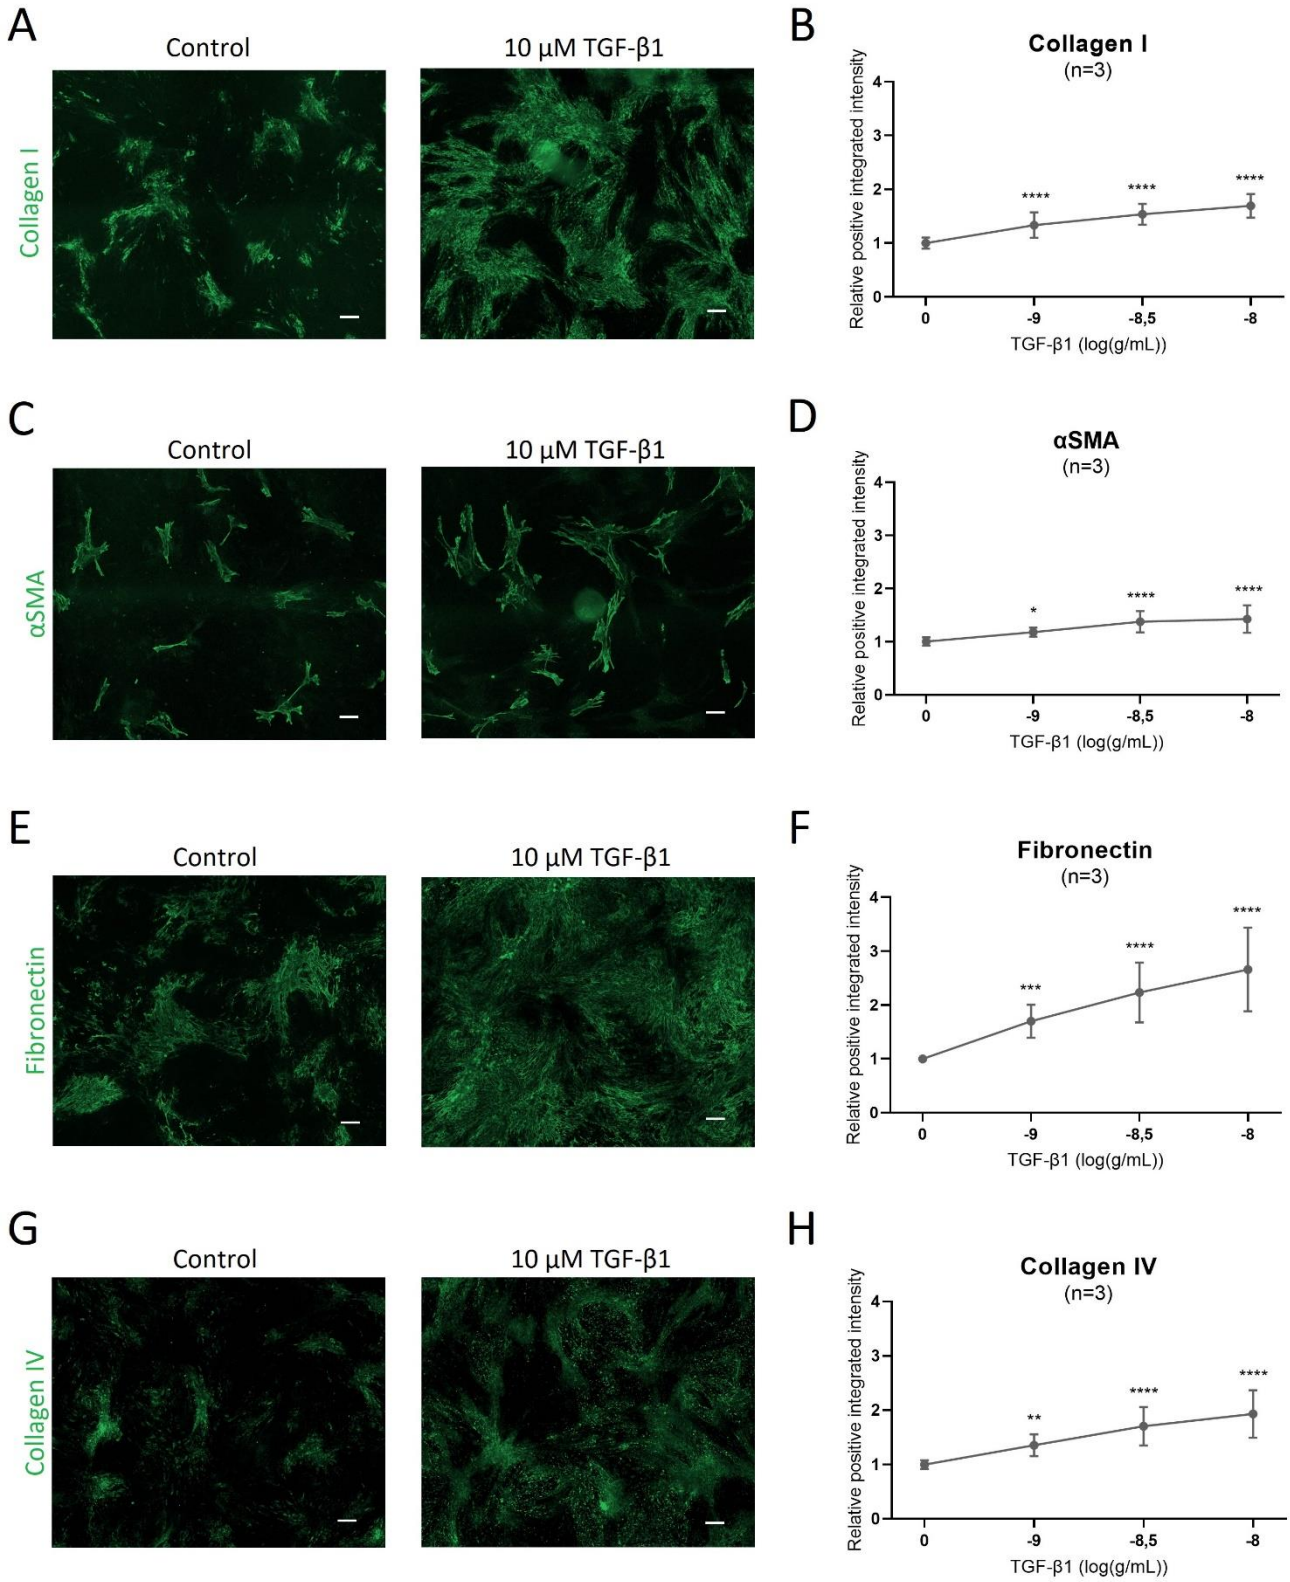 A
Control
10 µM TGF-β1
Collagen I
B
Collagen I
(n=3)
Relative positive integrated intensity
4
3
2
1
0
****
****
****
0
-9
-8,5
-8
TGF-β1 (log(g/mL))
C
Control
10 µM TGF-β1
αSMA
D
αSMA
(n=3)
Relative positive integrated intensity
4
3
2
1
0
*
****
****
0
-9
-8,5
-8
TGF-β1 (log(g/mL))
E
Control
10 µM TGF-β1
Fibronectin
F
Fibronectin
(n=3)
Relative positive integrated intensity
4
3
2
1
0
***
****
****
0
-9
-8,5
-8
TGF-β1 (log(g/mL))
G
Control
10 µM TGF-β1
Collagen IV
H
Collagen IV
(n=3)
Relative positive integrated intensity
4
3
2
1
0
**
****
****
0
-9
-8,5
-8
TGF-β1 (log(g/mL))